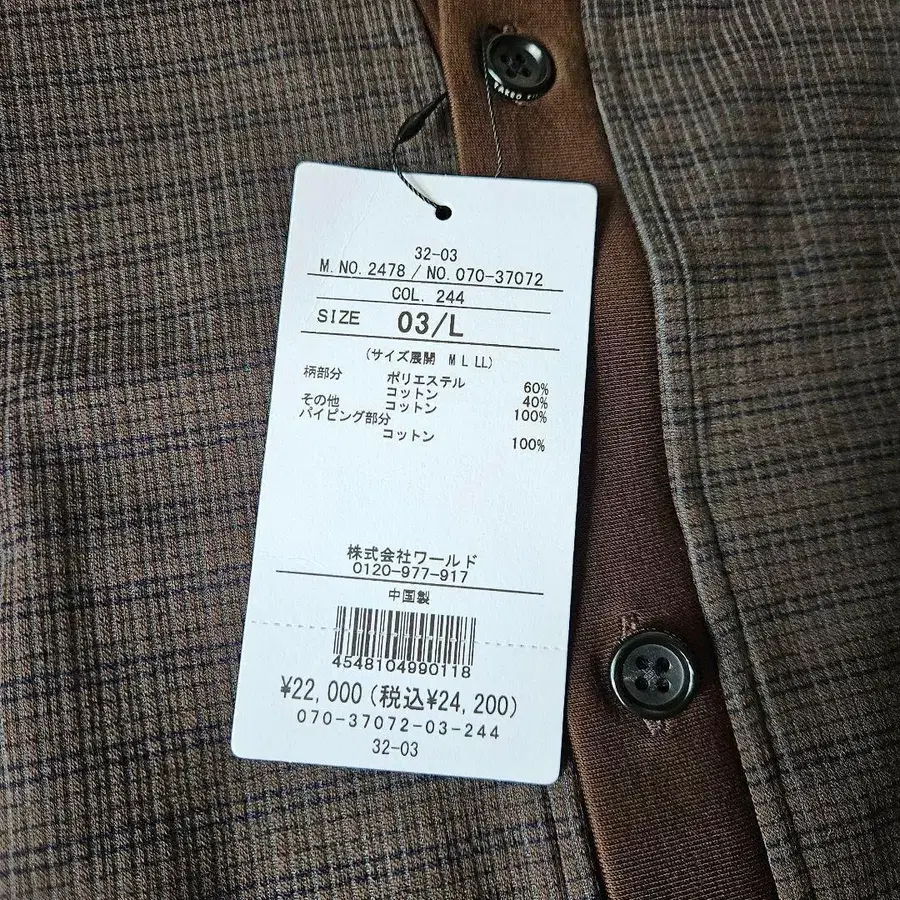 TAKEO
32-03
M. NO. 2478 / NO. 070-37072
COL. 244
SIZE 03/L
(サイズ展開 M L LL)
柄部分 ポリエステル 60%
コットン 40%
その他 コットン 100%
パイピング部分
コットン 100%
株式会社ワールド
0120-977-917
中国製
4548104990118
¥22,000(税込¥24,200)
070-37072-03-244
32-03